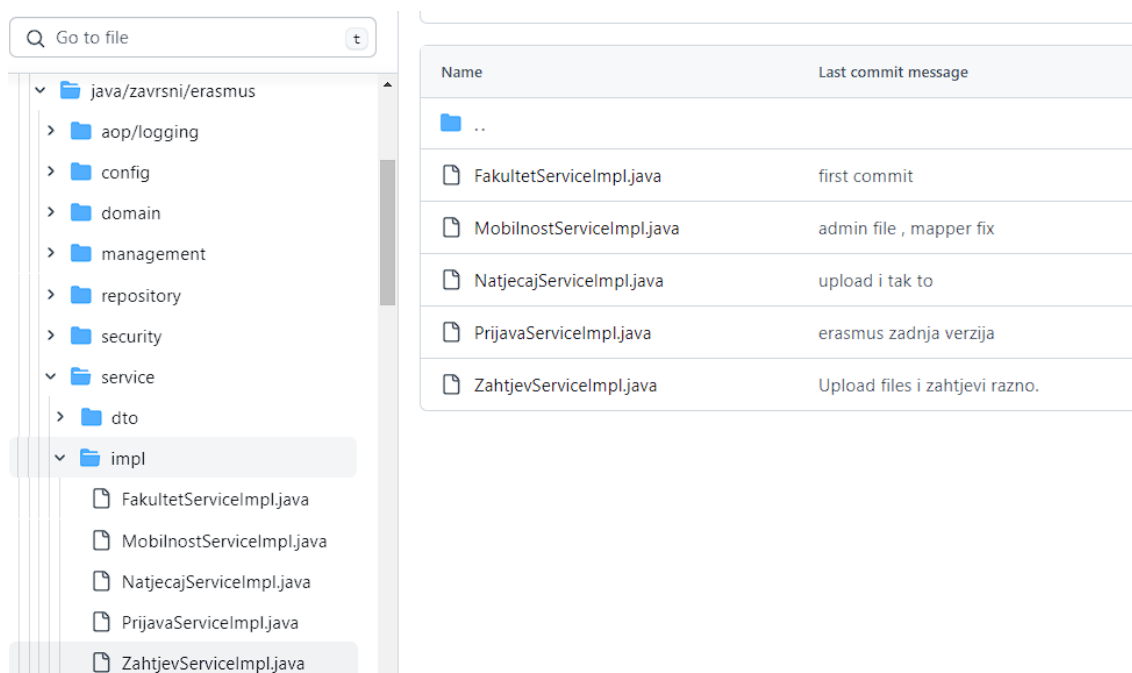 Go to file
t
java/zavrsni/erasmus
aop/logging
config
domain
management
repository
security
service
dto
impl
FakultetServiceImpl.java
MobilnostServiceImpl.java
NatjecajServiceImpl.java
PrijavaServiceImpl.java
ZahtjevServiceImpl.java
Name Last commit message
..
FakultetServiceImpl.java first commit
MobilnostServiceImpl.java admin file , mapper fix
NatjecajServiceImpl.java upload i tak to
PrijavaServiceImpl.java erasmus zadnja verzija
ZahtjevServiceImpl.java Upload files i zahtjevi razno.